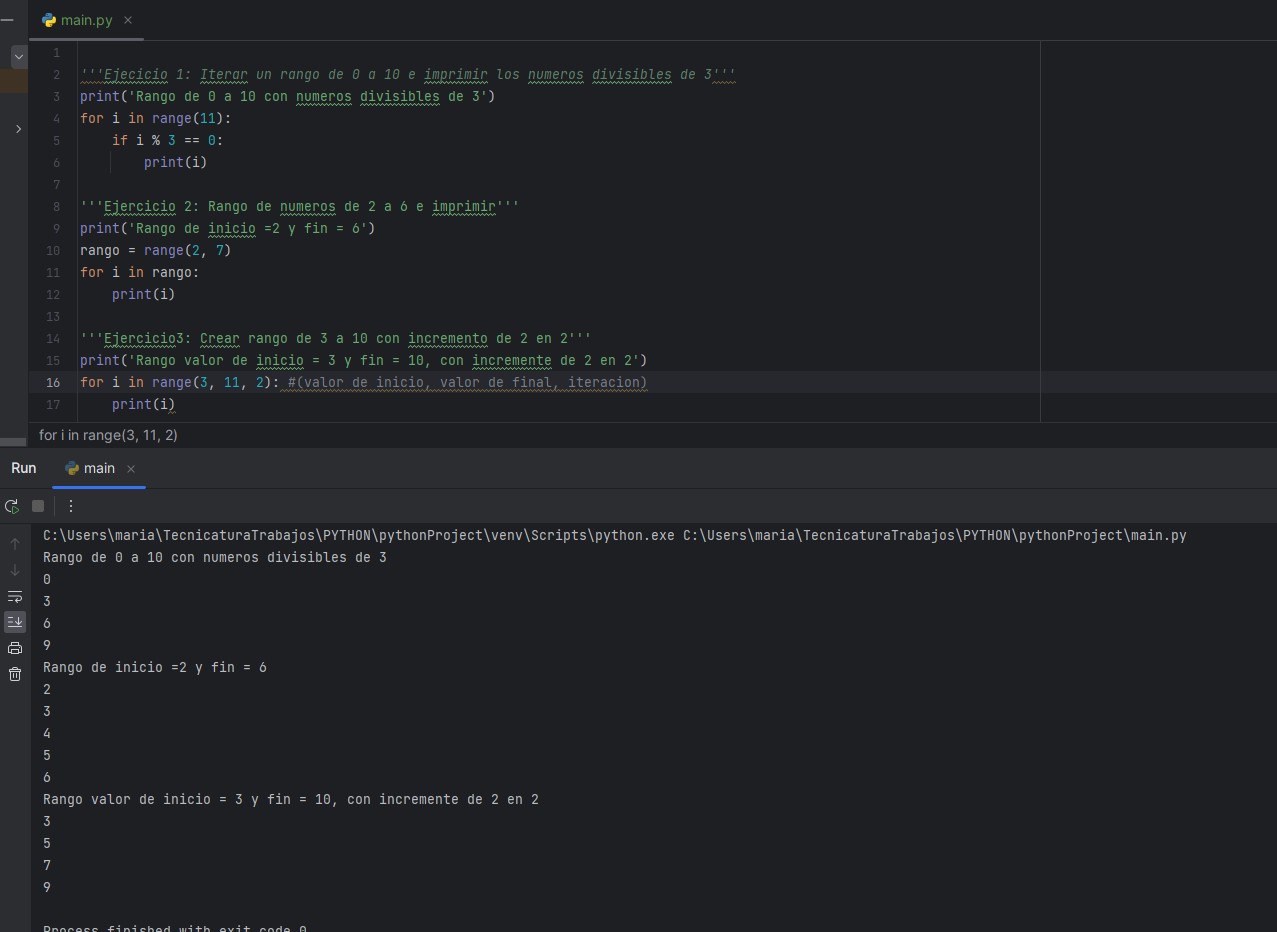 main.py
1
2 '''Ejecicio 1: Iterar un rango de 0 a 10 e imprimir los numeros divisibles de 3'''
3 print('Rango de 0 a 10 con numeros divisibles de 3')
4 for i in range(11):
5     if i % 3 == 0:
6         print(i)
7
8 '''Ejercicio 2: Rango de numeros de 2 a 6 e imprimir'''
9 print('Rango de inicio =2 y fin = 6')
10 rango = range(2, 7)
11 for i in rango:
12     print(i)
13
14 '''Ejercicio3: Crear rango de 3 a 10 con incremento de 2 en 2'''
15 print('Rango valor de inicio = 3 y fin = 10, con incremente de 2 en 2')
16 for i in range(3, 11, 2): #(valor de inicio, valor de final, iteracion)
17     print(i)
for i in range(3, 11, 2)
Run main
C:\Users\maria\TecnicaturaTrabajos\PYTHON\pythonProject\venv\Scripts\python.exe C:\Users\maria\TecnicaturaTrabajos\PYTHON\pythonProject\main.py
Rango de 0 a 10 con numeros divisibles de 3
0
3
6
9
Rango de inicio =2 y fin = 6
2
3
4
5
6
Rango valor de inicio = 3 y fin = 10, con incremente de 2 en 2
3
5
7
9
Process finished with exit code 0